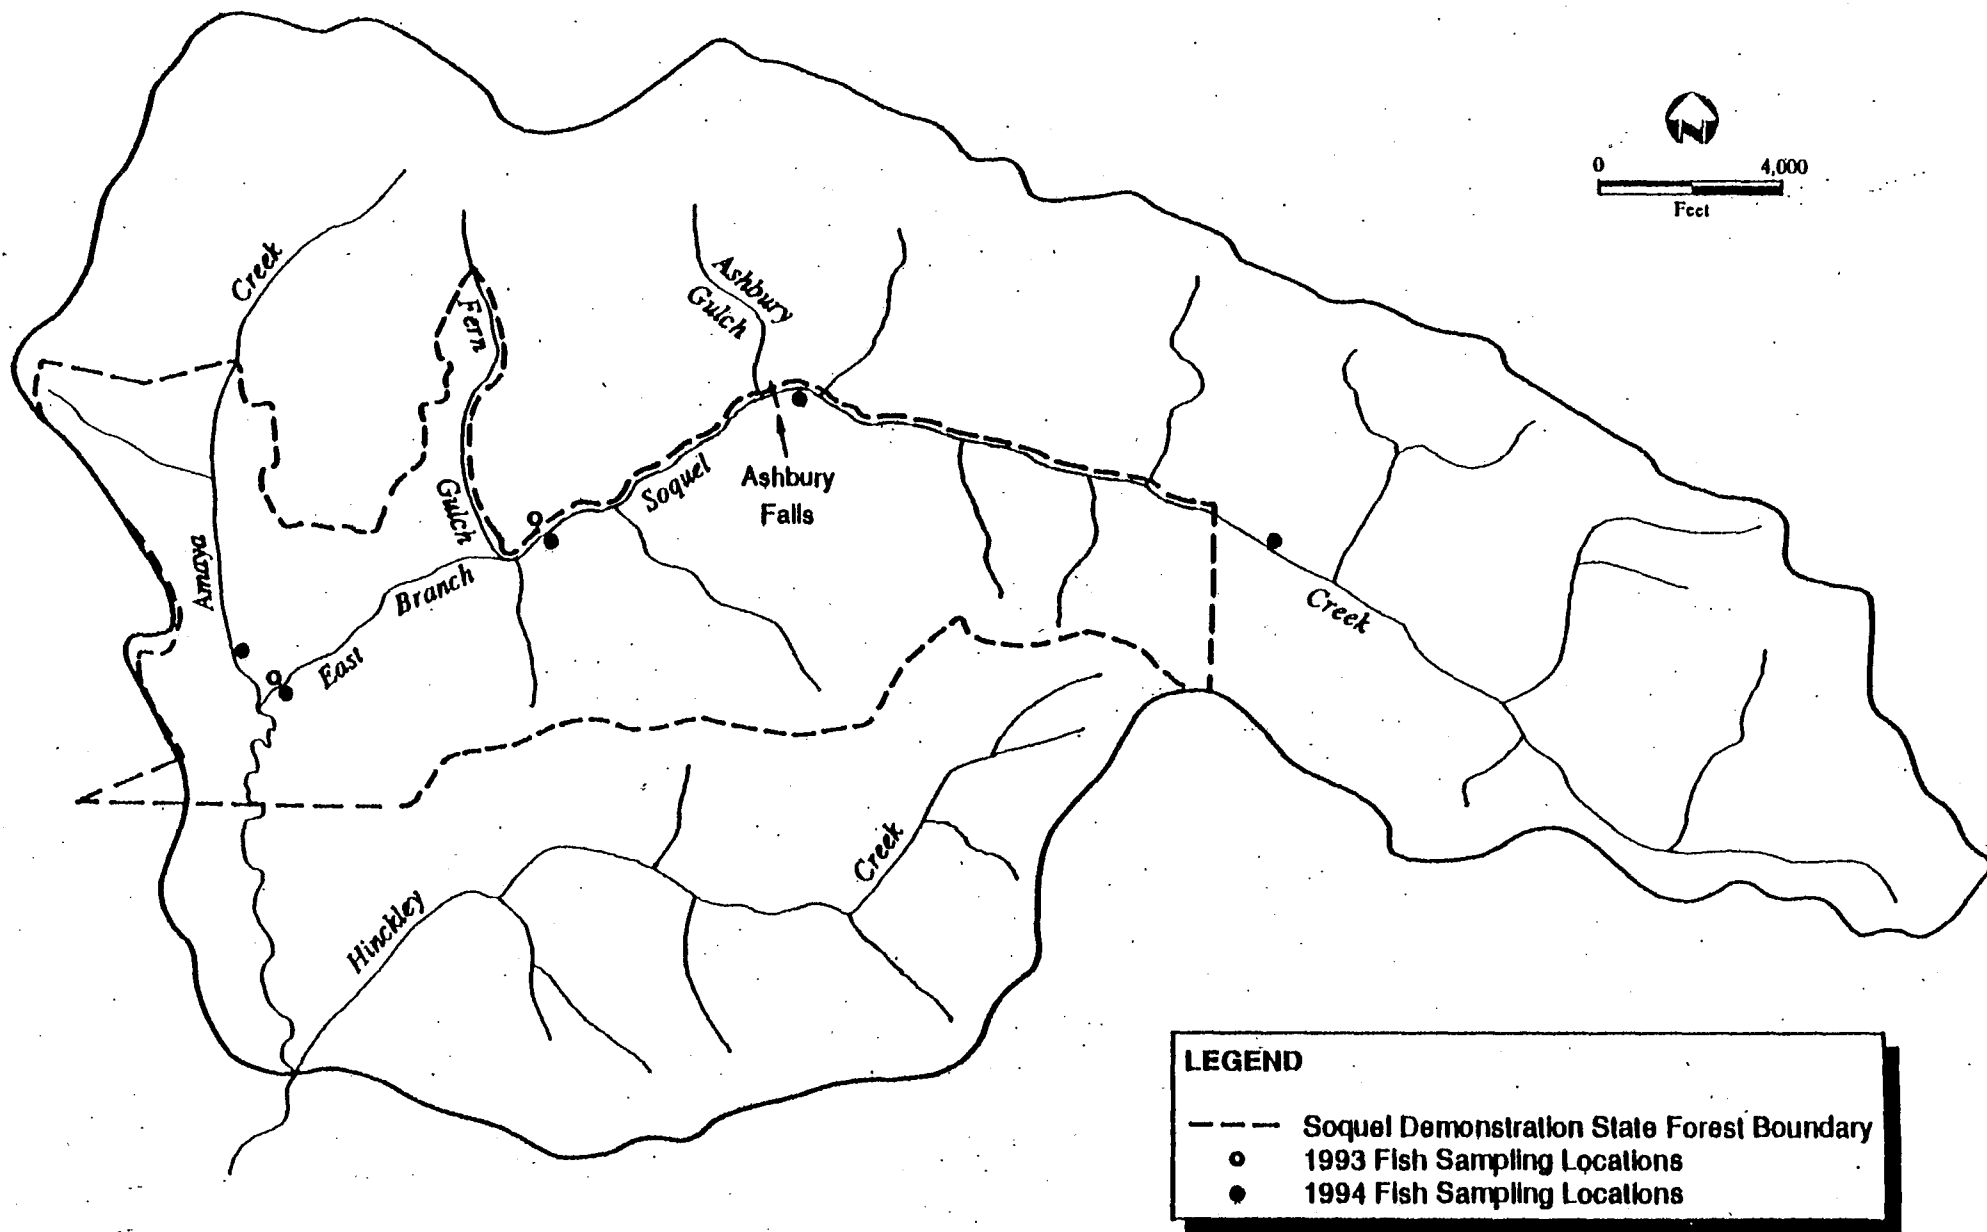 N
0 4,000
Feet
Creek
Fern
Gulch
Ashbury
Gulch
Ashbury
Falls
Soquel
Amaya
Branch
East
Creek
Creek
Hinckley
LEGEND
Soquel Demonstration State Forest Boundary
1993 Fish Sampling Locations
1994 Fish Sampling Locations